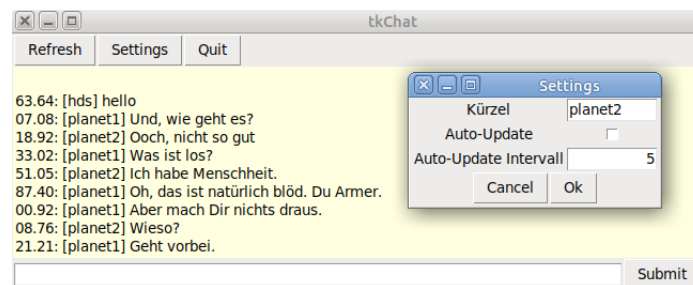 tkChat
Refresh Settings Quit
63.64: [hds] hello
07.08: [planet1] Und, wie geht es?
18.92: [planet2] Ooch, nicht so gut
33.02: [planet1] Was ist los?
51.05: [planet2] Ich habe Menschheit.
87.40: [planet1] Oh, das ist natürlich blöd. Du Armer.
00.92: [planet1] Aber mach Dir nichts draus.
08.76: [planet2] Wieso?
21.21: [planet1] Geht vorbei.
Settings
Kürzel planet2
Auto-Update
Auto-Update Intervall 5
Cancel Ok
Submit